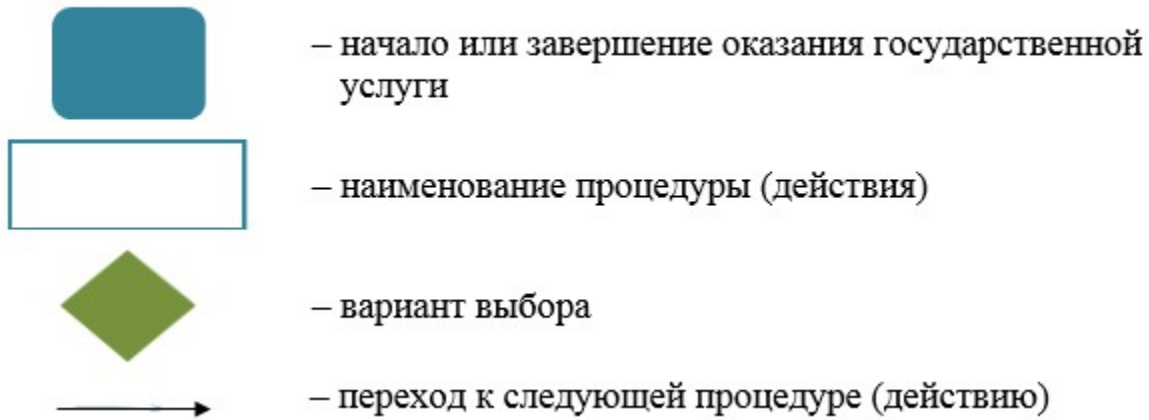 – начало или завершение оказания государственной
услуги
– наименование процедуры (действия)
– вариант выбора
– переход к следующей процедуре (действию)